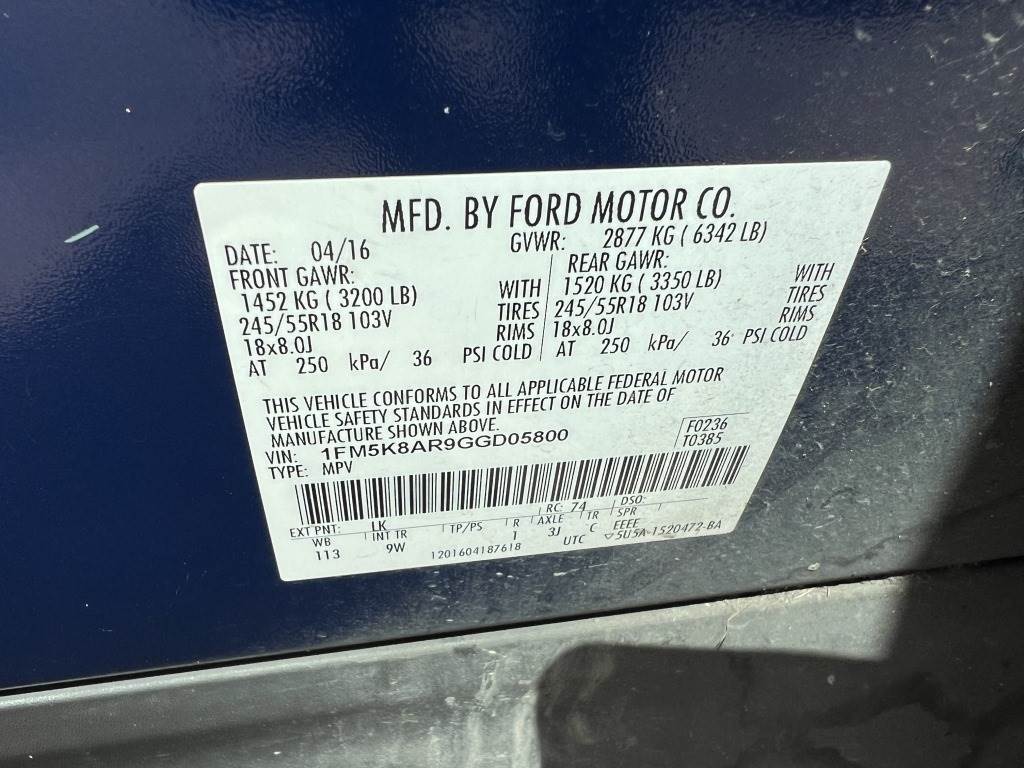 MFD. BY FORD MOTOR CO.
DATE: 04/16 GVWR: 2877 KG ( 6342 LB)
FRONT GAWR: REAR GAWR:
1452 KG ( 3200 LB) WITH 1520 KG ( 3350 LB) WITH
245/55R18 103V TIRES 245/55R18 103V TIRES
18x8.0J RIMS 18x8.0J RIMS
AT 250 kPa/ 36 PSI COLD AT 250 kPa/ 36 PSI COLD
THIS VEHICLE CONFORMS TO ALL APPLICABLE FEDERAL MOTOR
VEHICLE SAFETY STANDARDS IN EFFECT ON THE DATE OF
MANUFACTURE SHOWN ABOVE.
VIN: 1FM5K8AR9GGD05800 F0236
TYPE: MPV T0385
EXT PNT: LK RC: 74 DSO:
WB INT TR TP/PS R AXLE TR SPR
113 9W 1 3J C EEEE
1201604187618 UTC ▽5U5A-1520472-BA